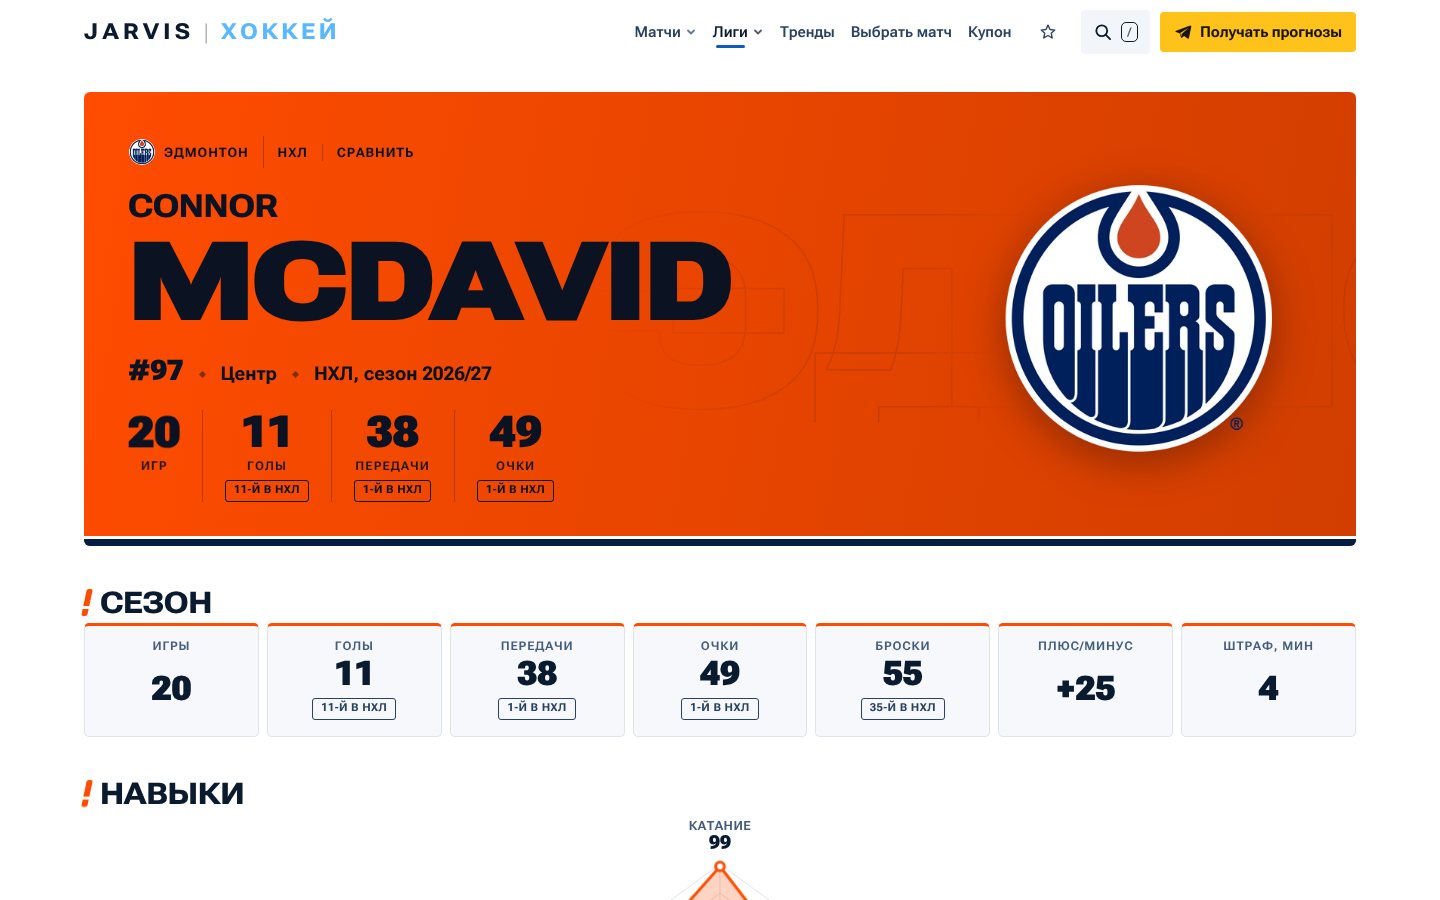 JARVIS | ХОККЕЙ
Матчи Лиги Тренды Выбрать матч Купон / Получать прогнозы
OILERS ЭДМОНТОН НХЛ СРАВНИТЬ
CONNOR
MCDAVID
#97 Центр НХЛ, сезон 2026/27
20 11 38 49
ИГР ГОЛЫ ПЕРЕДАЧИ ОЧКИ
11-Й В НХЛ 1-Й В НХЛ 1-Й В НХЛ
OILERS
®
СЕЗОН
ИГРЫ ГОЛЫ ПЕРЕДАЧИ ОЧКИ БРОСКИ ПЛЮС/МИНУС ШТРАФ, МИН
20 11 38 49 55 +25 4
11-Й В НХЛ 1-Й В НХЛ 1-Й В НХЛ 35-Й В НХЛ
НАВЫКИ
КАТАНИЕ
99